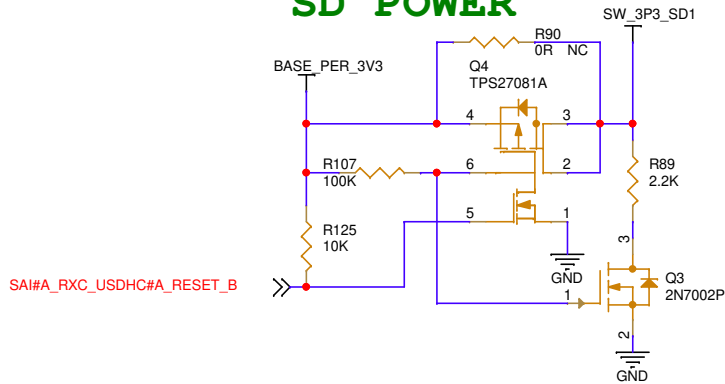 SD POWER
SW_3P3_SD1
R90
0R NC
BASE_PER_3V3
Q4
TPS27081A
4
3
R107
100K
6
2
R89
2.2K
5
1
R125
10K
3
GND
Q3
2N7002P
SAI#A_RXC_USDHC#A_RESET_B
1
2
GND